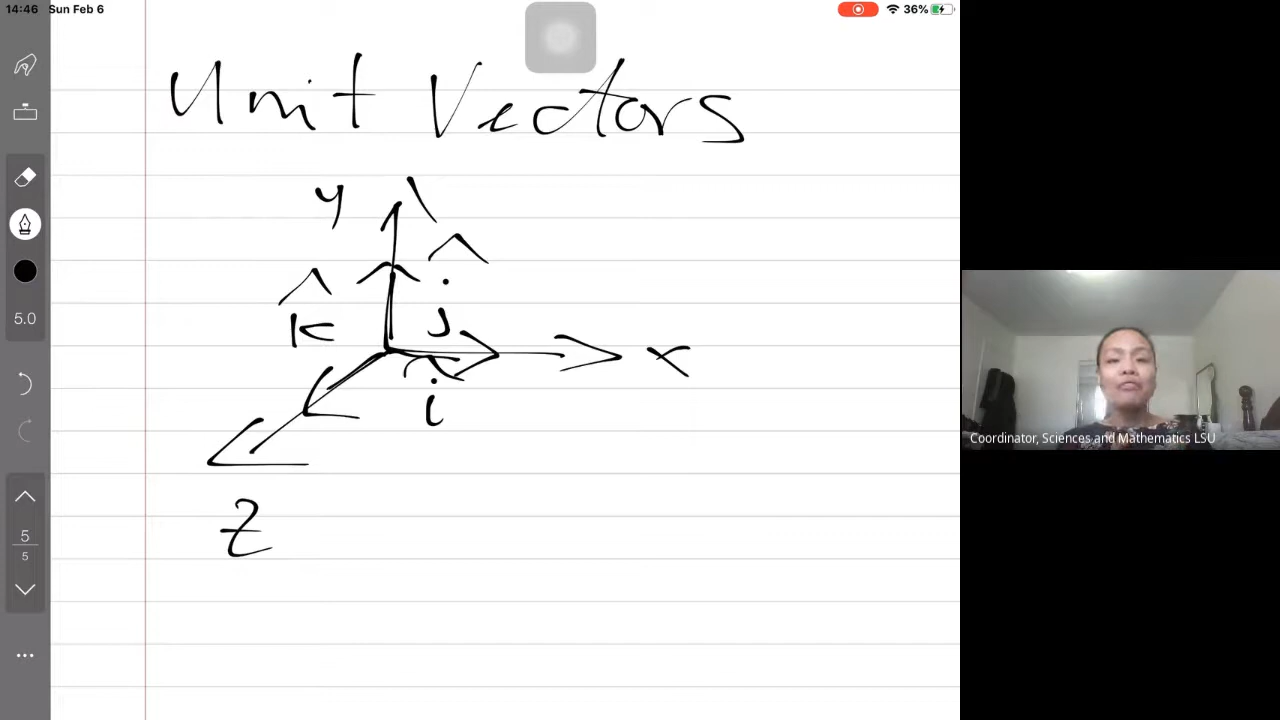 14:46 Sun Feb 6
36%
Unit Vectors
y
ĵ
k̂
x
î
z
5.0
5
5
Coordinator, Sciences and Mathematics LSU